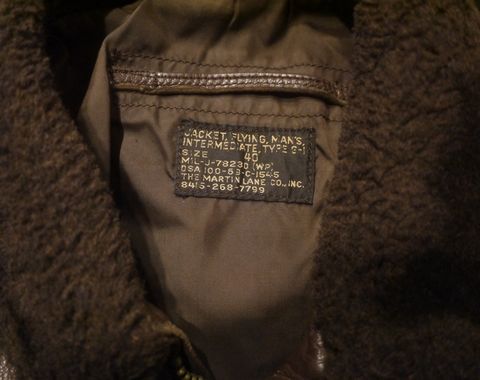 JACKET, FLYING, MAN'S,
INTERMEDIATE, TYPE G-1
SIZE 40
MIL-J-7823D (WP)
DSA 100-69-C-1545
THE MARTIN LANE CO., INC.
8415-268-7799